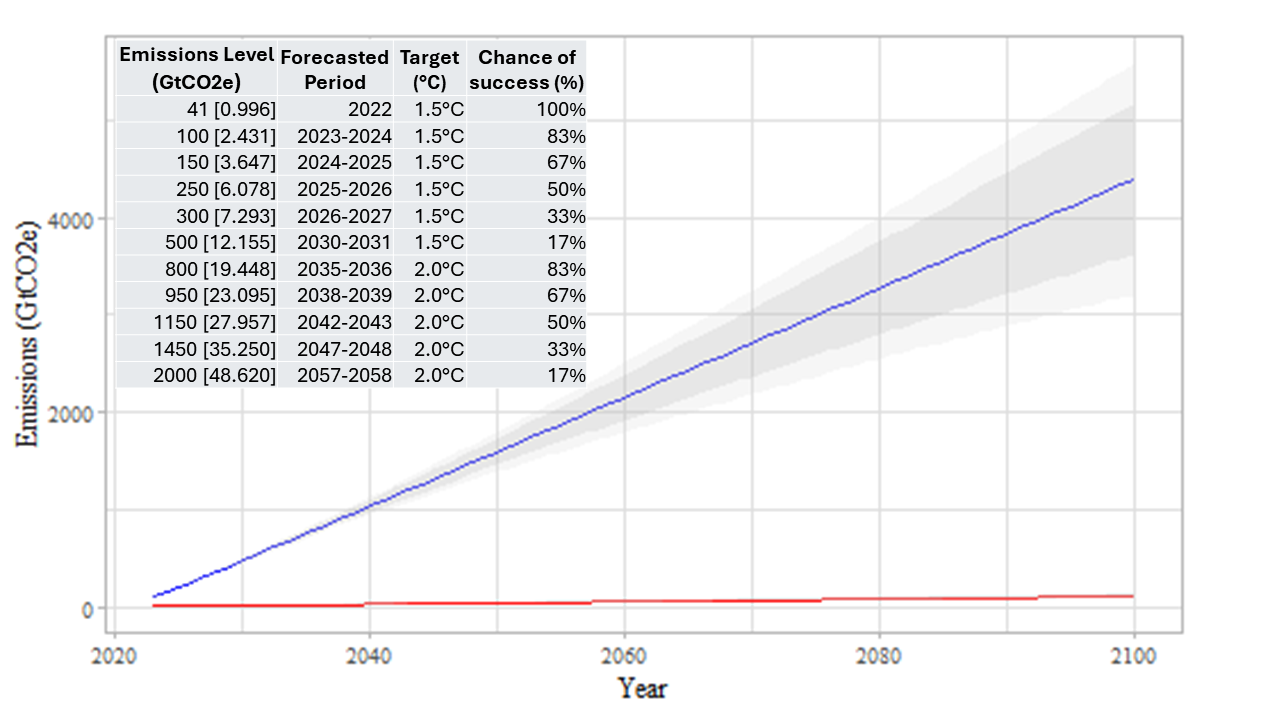 Emissions Level (GtCO2e) Forecasted Period Target (°C) Chance of success (%)
41 [0.996] 2022 1.5°C 100%
100 [2.431] 2023-2024 1.5°C 83%
150 [3.647] 2024-2025 1.5°C 67%
250 [6.078] 2025-2026 1.5°C 50%
300 [7.293] 2026-2027 1.5°C 33%
500 [12.155] 2030-2031 1.5°C 17%
800 [19.448] 2035-2036 2.0°C 83%
950 [23.095] 2038-2039 2.0°C 67%
1150 [27.957] 2042-2043 2.0°C 50%
1450 [35.250] 2047-2048 2.0°C 33%
2000 [48.620] 2057-2058 2.0°C 17%
Emissions (GtCO2e)
4000
2000
0
2020 2040 2060 2080 2100
Year